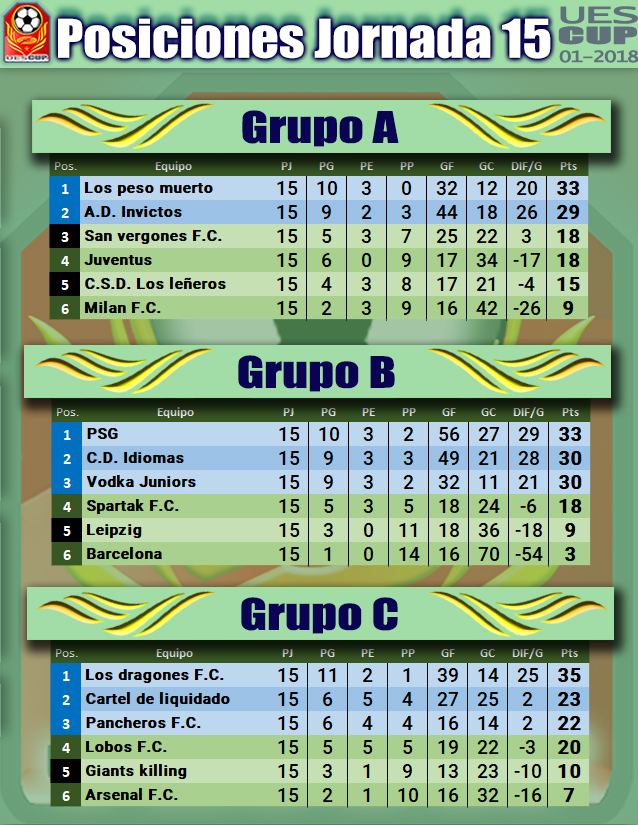 UES CUP
Posiciones Jornada 15
UES
CUP
01-2018
Grupo A
Pos. Equipo PJ PG PE PP GF GC DIF/G Pts
1 Los peso muerto 15 10 3 0 32 12 20 33
2 A.D. Invictos 15 9 2 3 44 18 26 29
3 San vergones F.C. 15 5 3 7 25 22 3 18
4 Juventus 15 6 0 9 17 34 -17 18
5 C.S.D. Los leñeros 15 4 3 8 17 21 -4 15
6 Milan F.C. 15 2 3 9 16 42 -26 9
Grupo B
Pos. Equipo PJ PG PE PP GF GC DIF/G Pts
1 PSG 15 10 3 2 56 27 29 33
2 C.D. Idiomas 15 9 3 3 49 21 28 30
3 Vodka Juniors 15 9 3 2 32 11 21 30
4 Spartak F.C. 15 5 3 5 18 24 -6 18
5 Leipzig 15 3 0 11 18 36 -18 9
6 Barcelona 15 1 0 14 16 70 -54 3
Grupo C
Pos. Equipo PJ PG PE PP GF GC DIF/G Pts
1 Los dragones F.C. 15 11 2 1 39 14 25 35
2 Cartel de liquidado 15 6 5 4 27 25 2 23
3 Pancheros F.C. 15 6 4 4 16 14 2 22
4 Lobos F.C. 15 5 5 5 19 22 -3 20
5 Giants killing 15 3 1 9 13 23 -10 10
6 Arsenal F.C. 15 2 1 10 16 32 -16 7